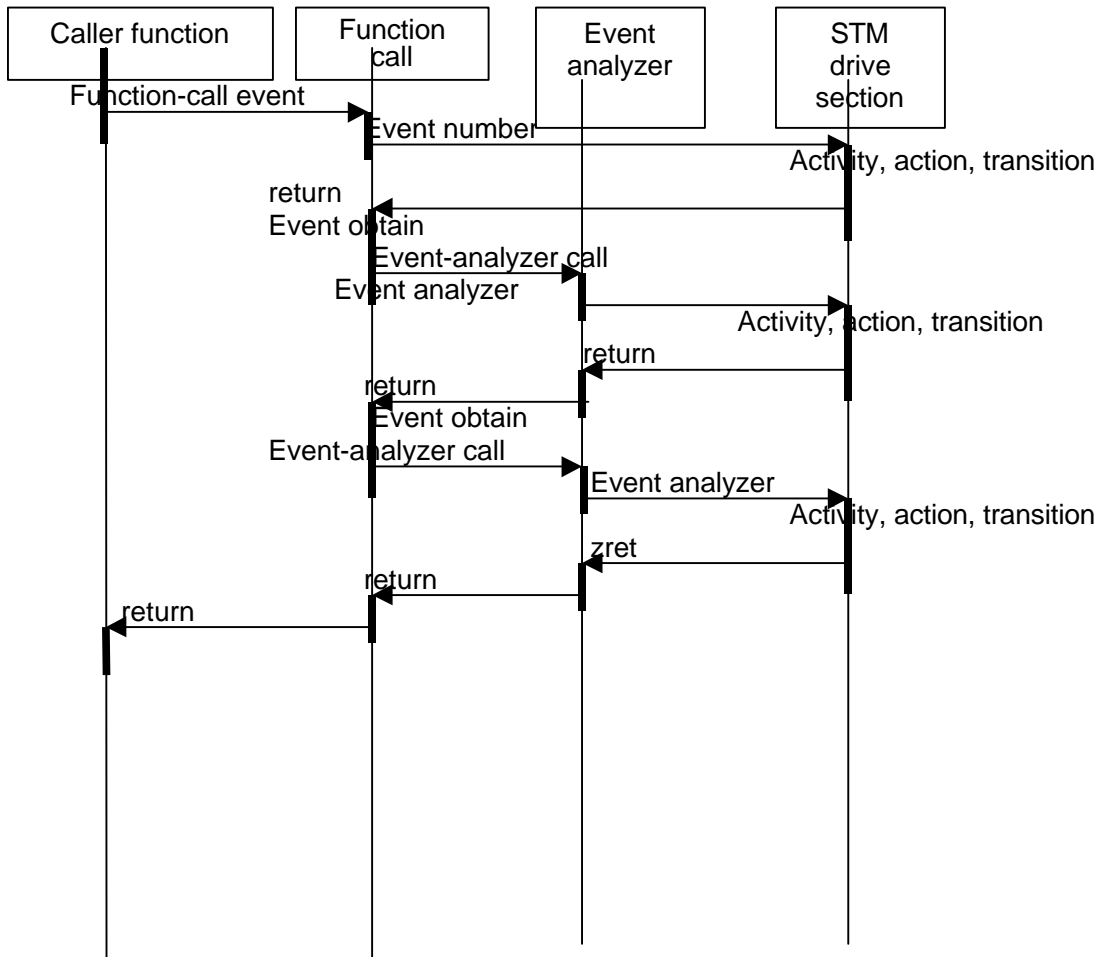 Caller function
Function
call
Event
analyzer
STM
drive
section
Function-call event
Event number
Activity, action, transition
return
Event obtain
Event-analyzer call
Event analyzer
Activity, action, transition
return
return
Event obtain
Event-analyzer call
Event analyzer
Activity, action, transition
zret
return
return